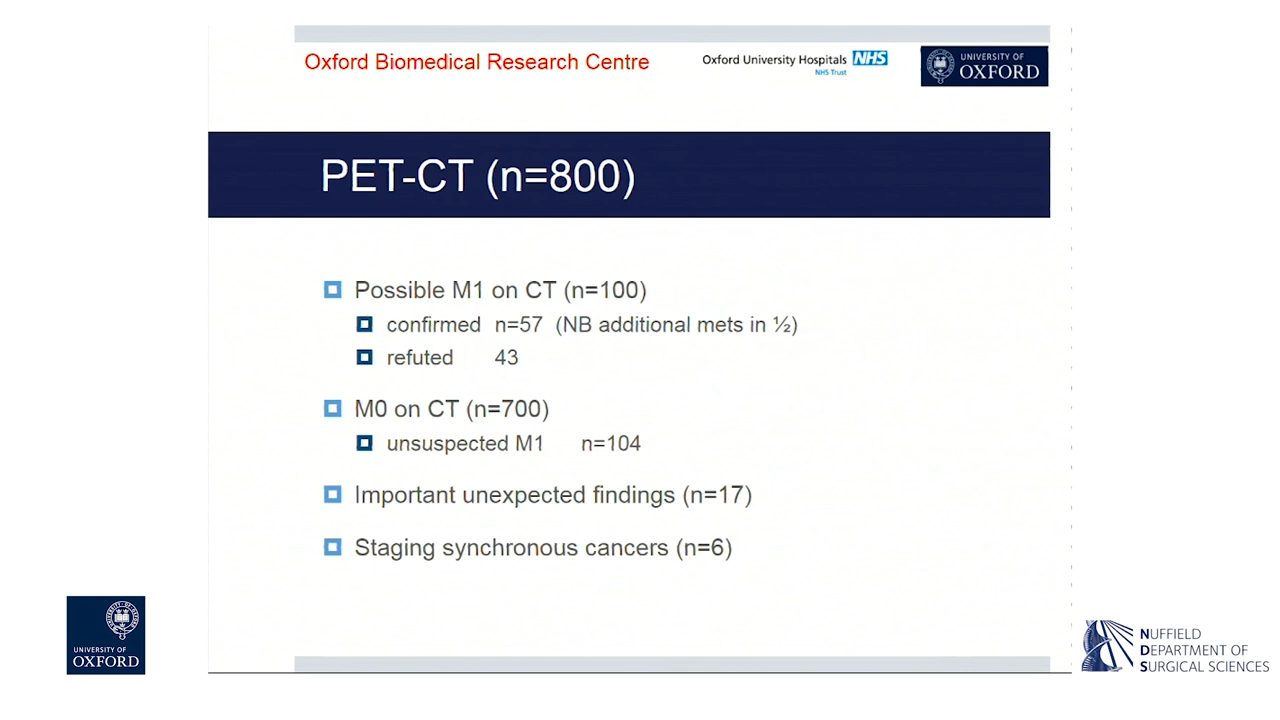 Oxford Biomedical Research Centre
Oxford University Hospitals NHS
NHS Trust
UNIVERSITY OF
OXFORD
PET-CT (n=800)
Possible M1 on CT (n=100)
confirmed n=57 (NB additional mets in ½)
refuted 43
M0 on CT (n=700)
unsuspected M1 n=104
Important unexpected findings (n=17)
Staging synchronous cancers (n=6)
UNIVERSITY OF
OXFORD
NUFFIELD
DEPARTMENT OF
SURGICAL SCIENCES